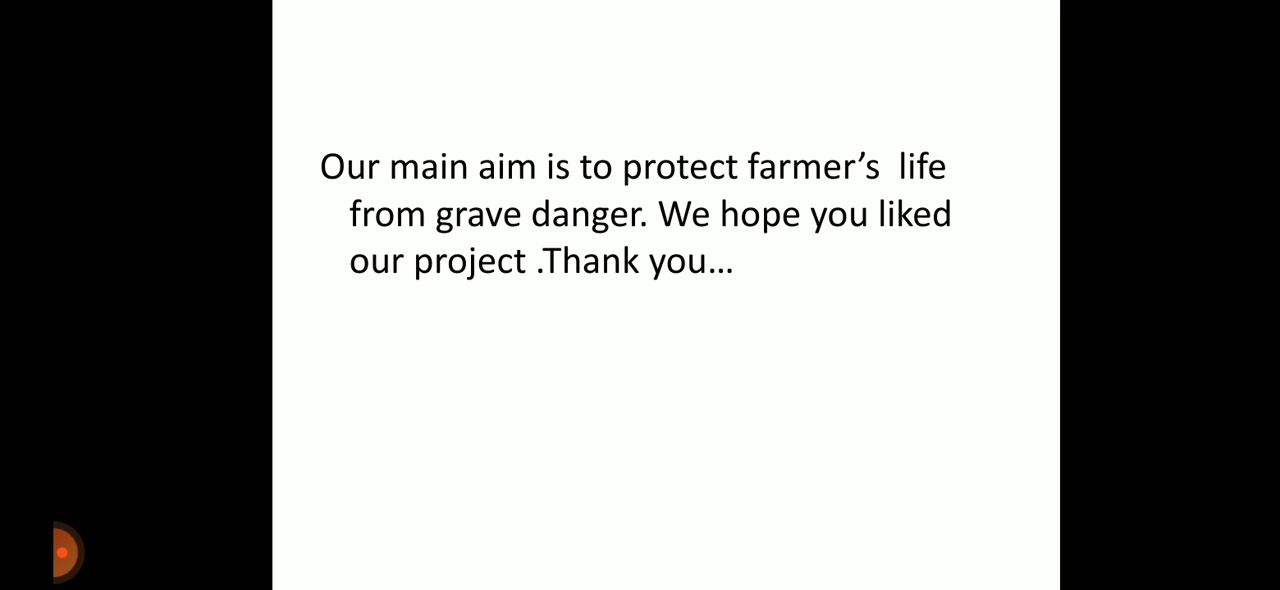 Our main aim is to protect farmer’s  life
from grave danger. We hope you liked
our project .Thank you…